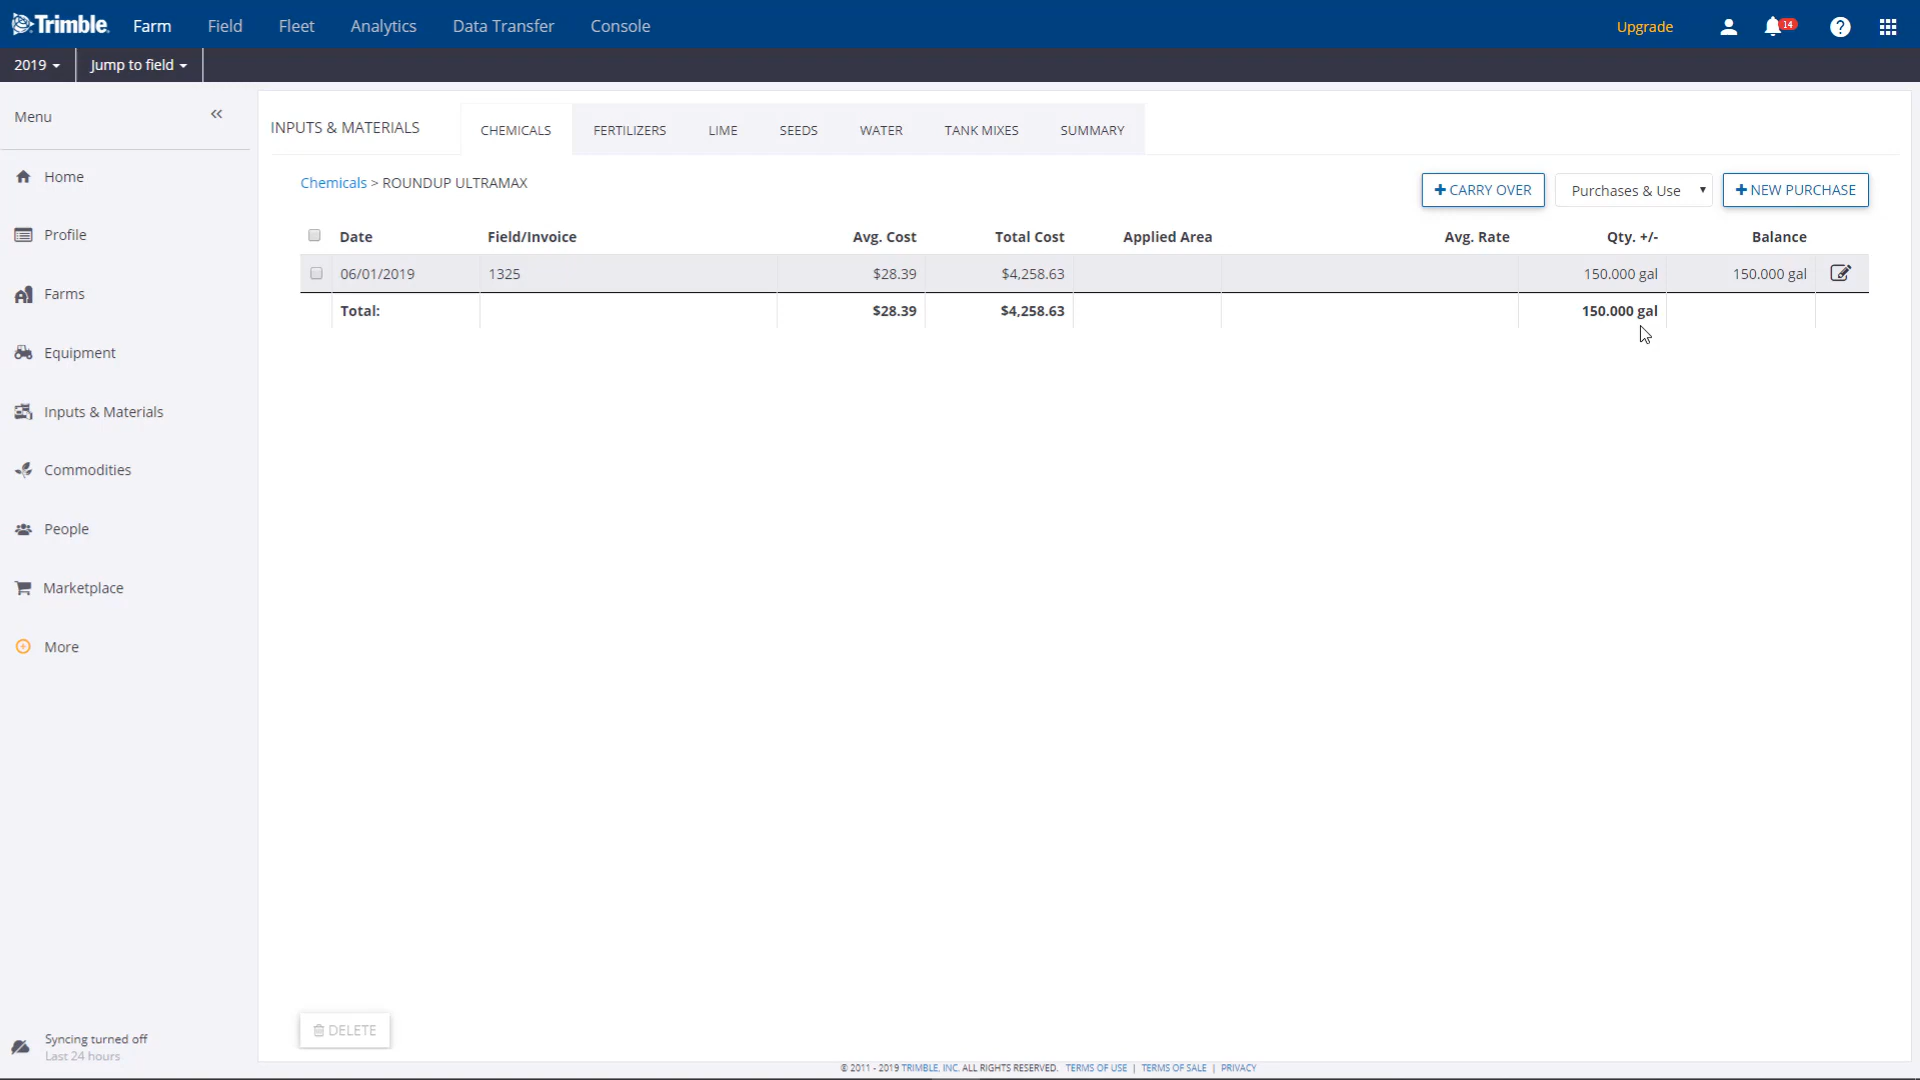 Trimble. Farm Field Fleet Analytics Data Transfer Console Upgrade 14
2019 Jump to field
Menu
INPUTS & MATERIALS CHEMICALS FERTILIZERS LIME SEEDS WATER TANK MIXES SUMMARY
Chemicals > ROUNDUP ULTRAMAX
CARRY OVER Purchases & Use NEW PURCHASE
Date Field/Invoice Avg. Cost Total Cost Applied Area Avg. Rate Qty. +/- Balance
06/01/2019 1325 $28.39 $4,258.63 150.000 gal 150.000 gal
Total: $28.39 $4,258.63 150.000 gal
Home
Profile
Farms
Equipment
Inputs & Materials
Commodities
People
Marketplace
More
DELETE
Syncing turned off
Last 24 hours
© 2011 - 2019 TRIMBLE, INC. ALL RIGHTS RESERVED. TERMS OF USE | TERMS OF SALE | PRIVACY